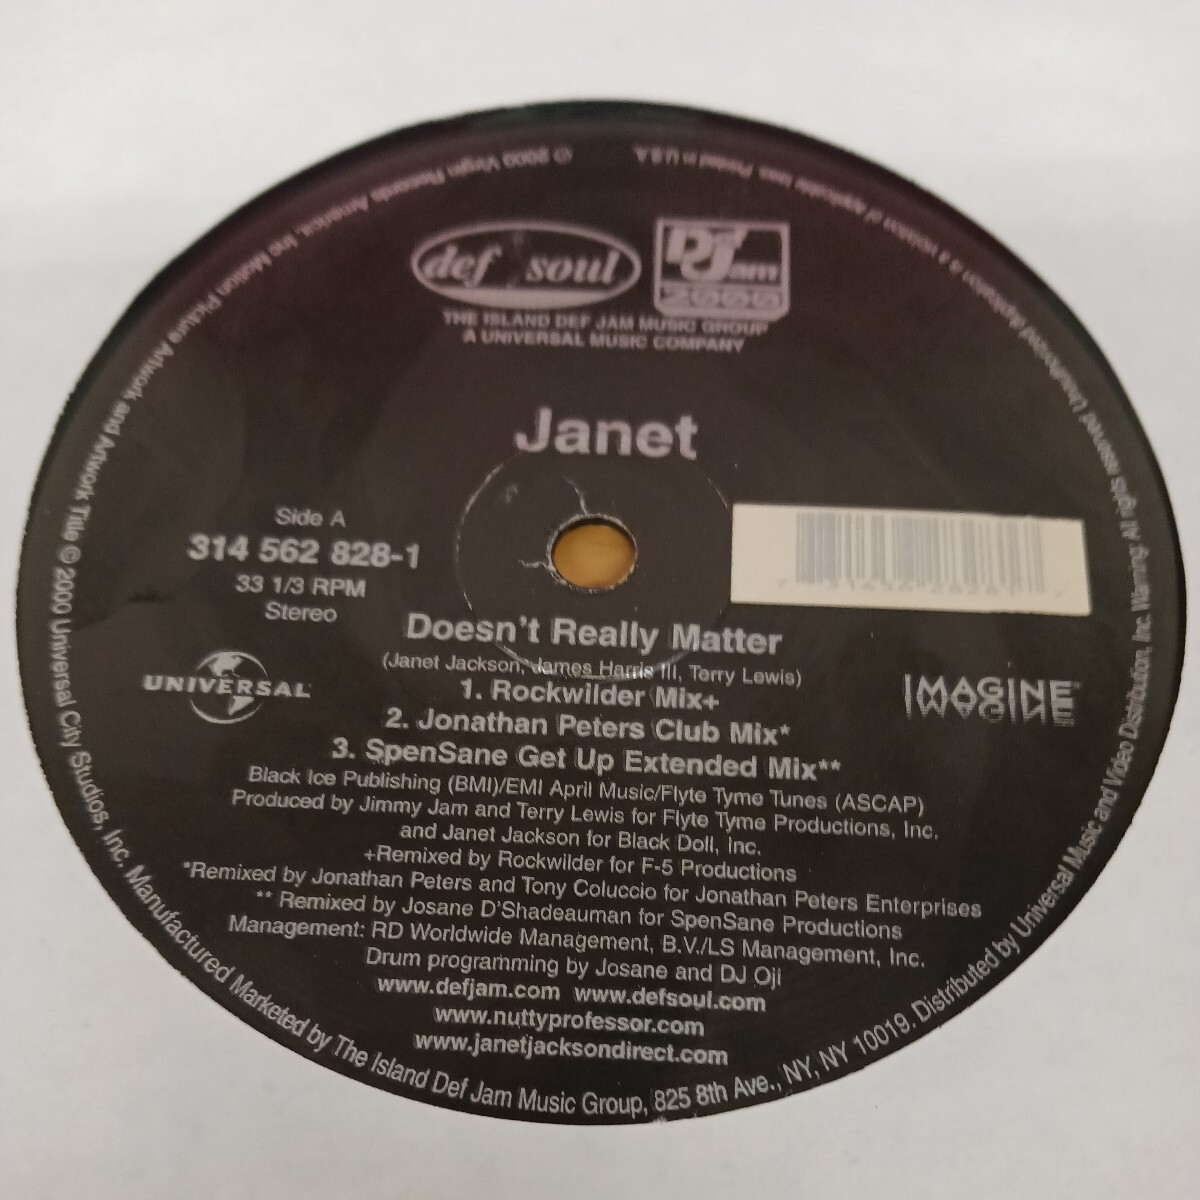 def soul
Def Jam
2000
THE ISLAND DEF JAM MUSIC GROUP
A UNIVERSAL MUSIC COMPANY
Janet
Side A
314 562 828-1
33 1/3 RPM
Stereo
UNIVERSAL
IMAGINE
Doesn't Really Matter
(Janet Jackson, James Harris III, Terry Lewis)
1. Rockwilder Mix+
2. Jonathan Peters Club Mix*
3. SpenSane Get Up Extended Mix**
Black Ice Publishing (BMI)/EMI April Music/Flyte Tyme Tunes (ASCAP)
Produced by Jimmy Jam and Terry Lewis for Flyte Tyme Productions, Inc.
and Janet Jackson for Black Doll, Inc.
+Remixed by Rockwilder for F-5 Productions
*Remixed by Jonathan Peters and Tony Coluccio for Jonathan Peters Enterprises
** Remixed by Josane D'Shadeauman for SpenSane Productions
Management: RD Worldwide Management, B.V./LS Management, Inc.
Drum programming by Josane and DJ Oji
www.defjam.com www.defsoul.com
www.nuttyprofessor.com
www.janetjacksondirect.com
℗ 2000 Virgin Records America, Inc Motion Picture Artwork and Artwork Title © 2000 Universal City Studios, Inc. Manufactured Marketed by The Island Def Jam Music Group, 825 8th Ave., NY, NY 10019. Distributed by Universal Music and Video Distribution, Inc. Warning: All rights reserved. Unauthorized duplication is a violation of applicable laws. Printed in U.S.A.